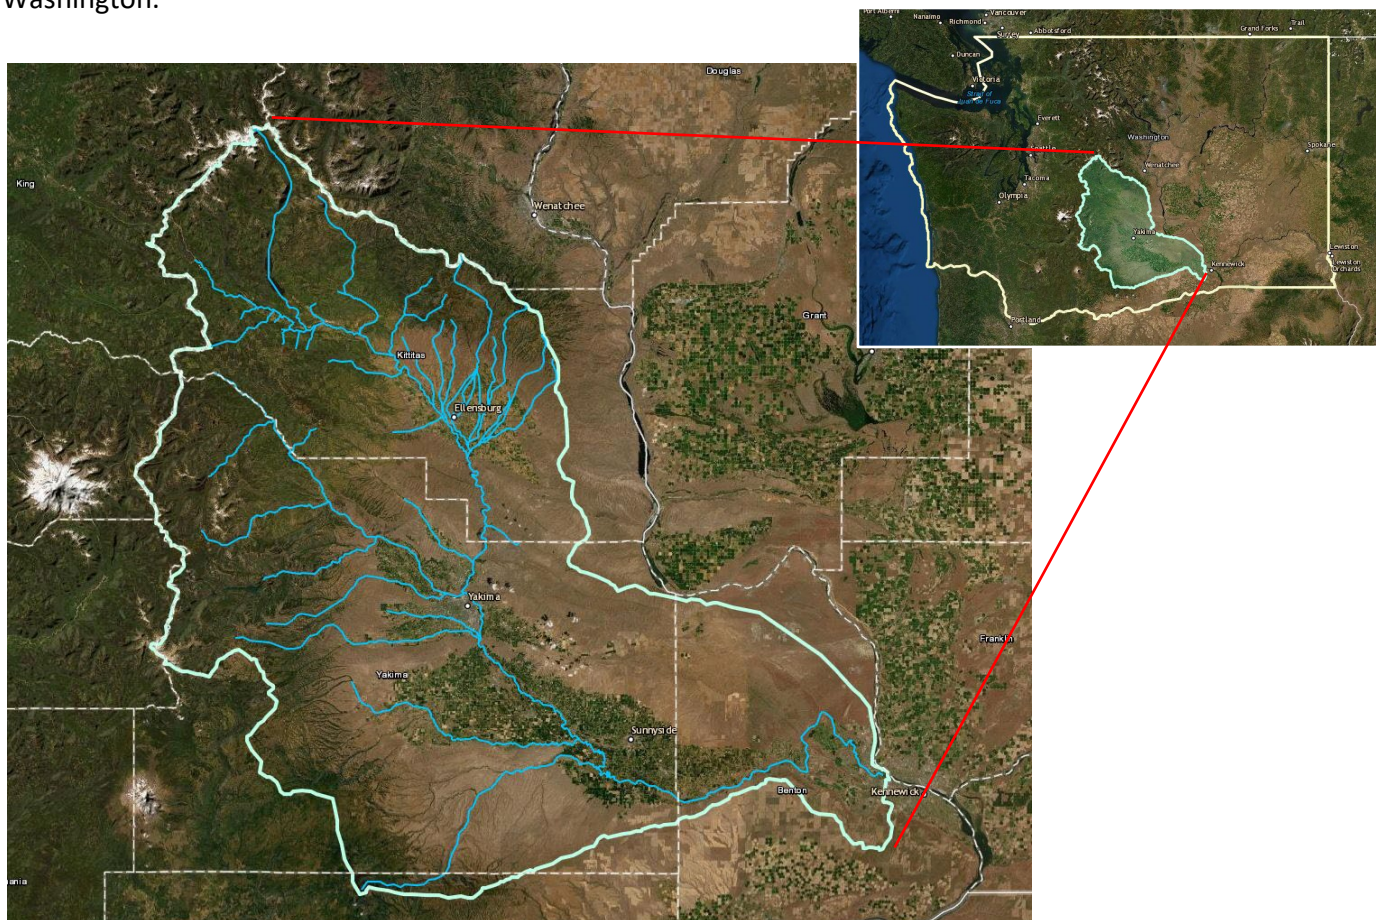 Washington.
Port Alberni
Nanaimo
Vancouver
Richmond
Surrey
Abbotsford
Grand Forks
Trail
Duncan
Victoria
Strait of
Juan de Fuca
Everett
Washington
Seattle
Wenatchee
Spokane
Tacoma
Olympia
Yakima
Kennewick
Lewiston
Lewiston
Orchards
Portland
Douglas
King
Wenatchee
Grant
Kittitas
Ellensburg
Yakima
Franklin
Yakima
Sunnyside
Benton
Kennewick
ania